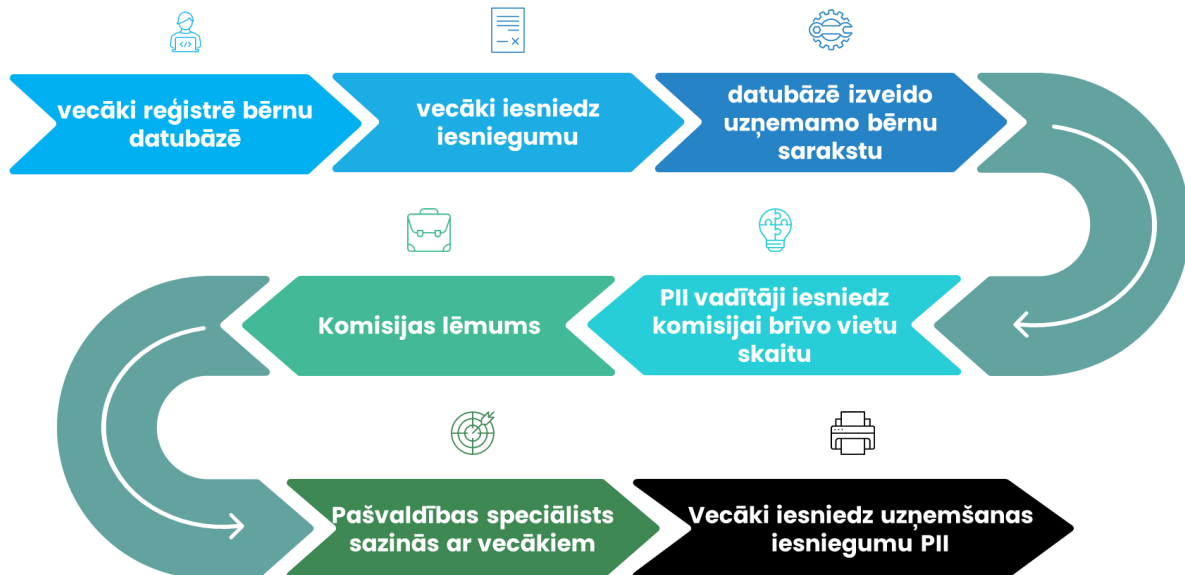 vecāki reģistrē bērnu
datubāzē
vecāki iesniedz
iesniegumu
datubāzē izveido
uzņemamo bērnu
sarakstu
PII vadītāji iesniedz
komisijai brīvo vietu
skaitu
Komisijas lēmums
Pašvaldības speciālists
sazinās ar vecākiem
Vecāki iesniedz uzņemšanas
iesniegumu PII